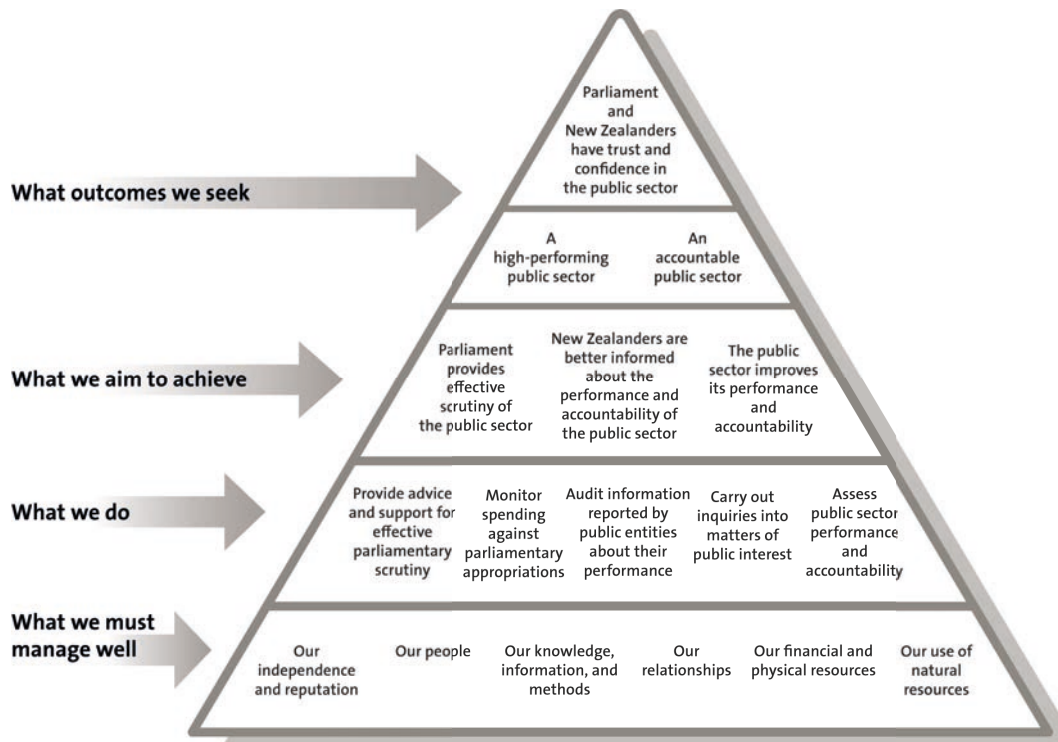 Parliament
and
New Zealanders
have trust and
confidence in
the public sector
What outcomes we seek
A
high-performing
public sector
An
accountable
public sector
What we aim to achieve
Parliament
provides
effective
scrutiny of
the public sector
New Zealanders are
better informed
about the
performance and
accountability of
the public sector
The public
sector improves
its performance
and
accountability
What we do
Provide advice
and support for
effective
parliamentary
scrutiny
Monitor
spending
against
parliamentary
appropriations
Audit information
reported by
public entities
about their
performance
Carry out
inquiries into
matters of
public interest
Assess
public sector
performance
and
accountability
What we must
manage well
Our
independence
and reputation
Our people
Our knowledge,
information, and
methods
Our
relationships
Our financial and
physical resources
Our use of
natural
resources